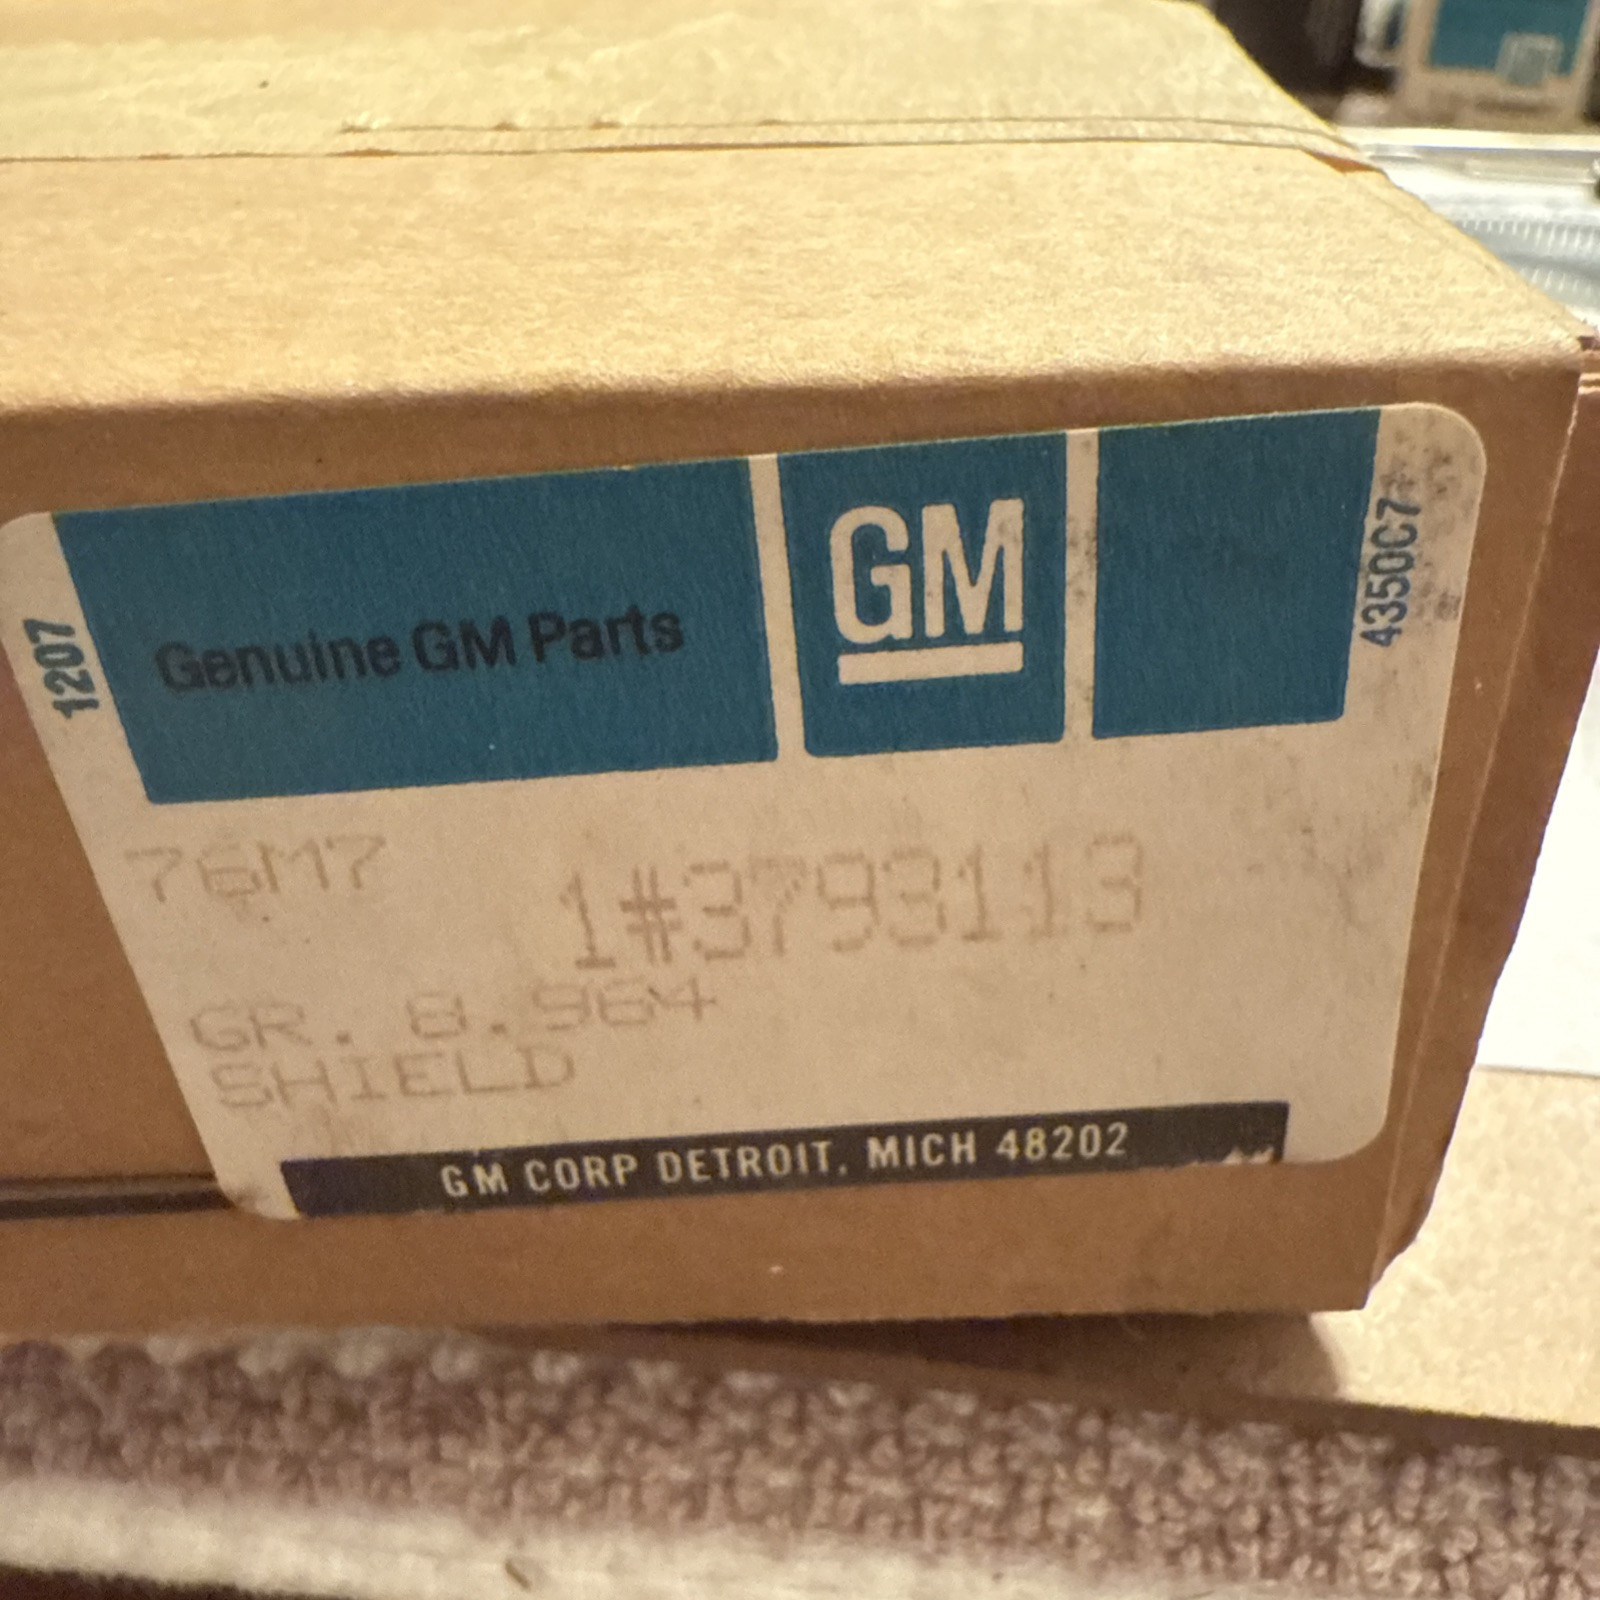 1207
Genuine GM Parts
GM
4350C7
76M7
1#3793113
GR. 8.964
SHIELD
GM CORP DETROIT, MICH 48202